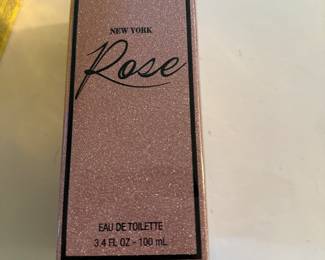 NEW YORK
Rose
EAU DE TOILETTE
3.4 FL OZ - 100 mL